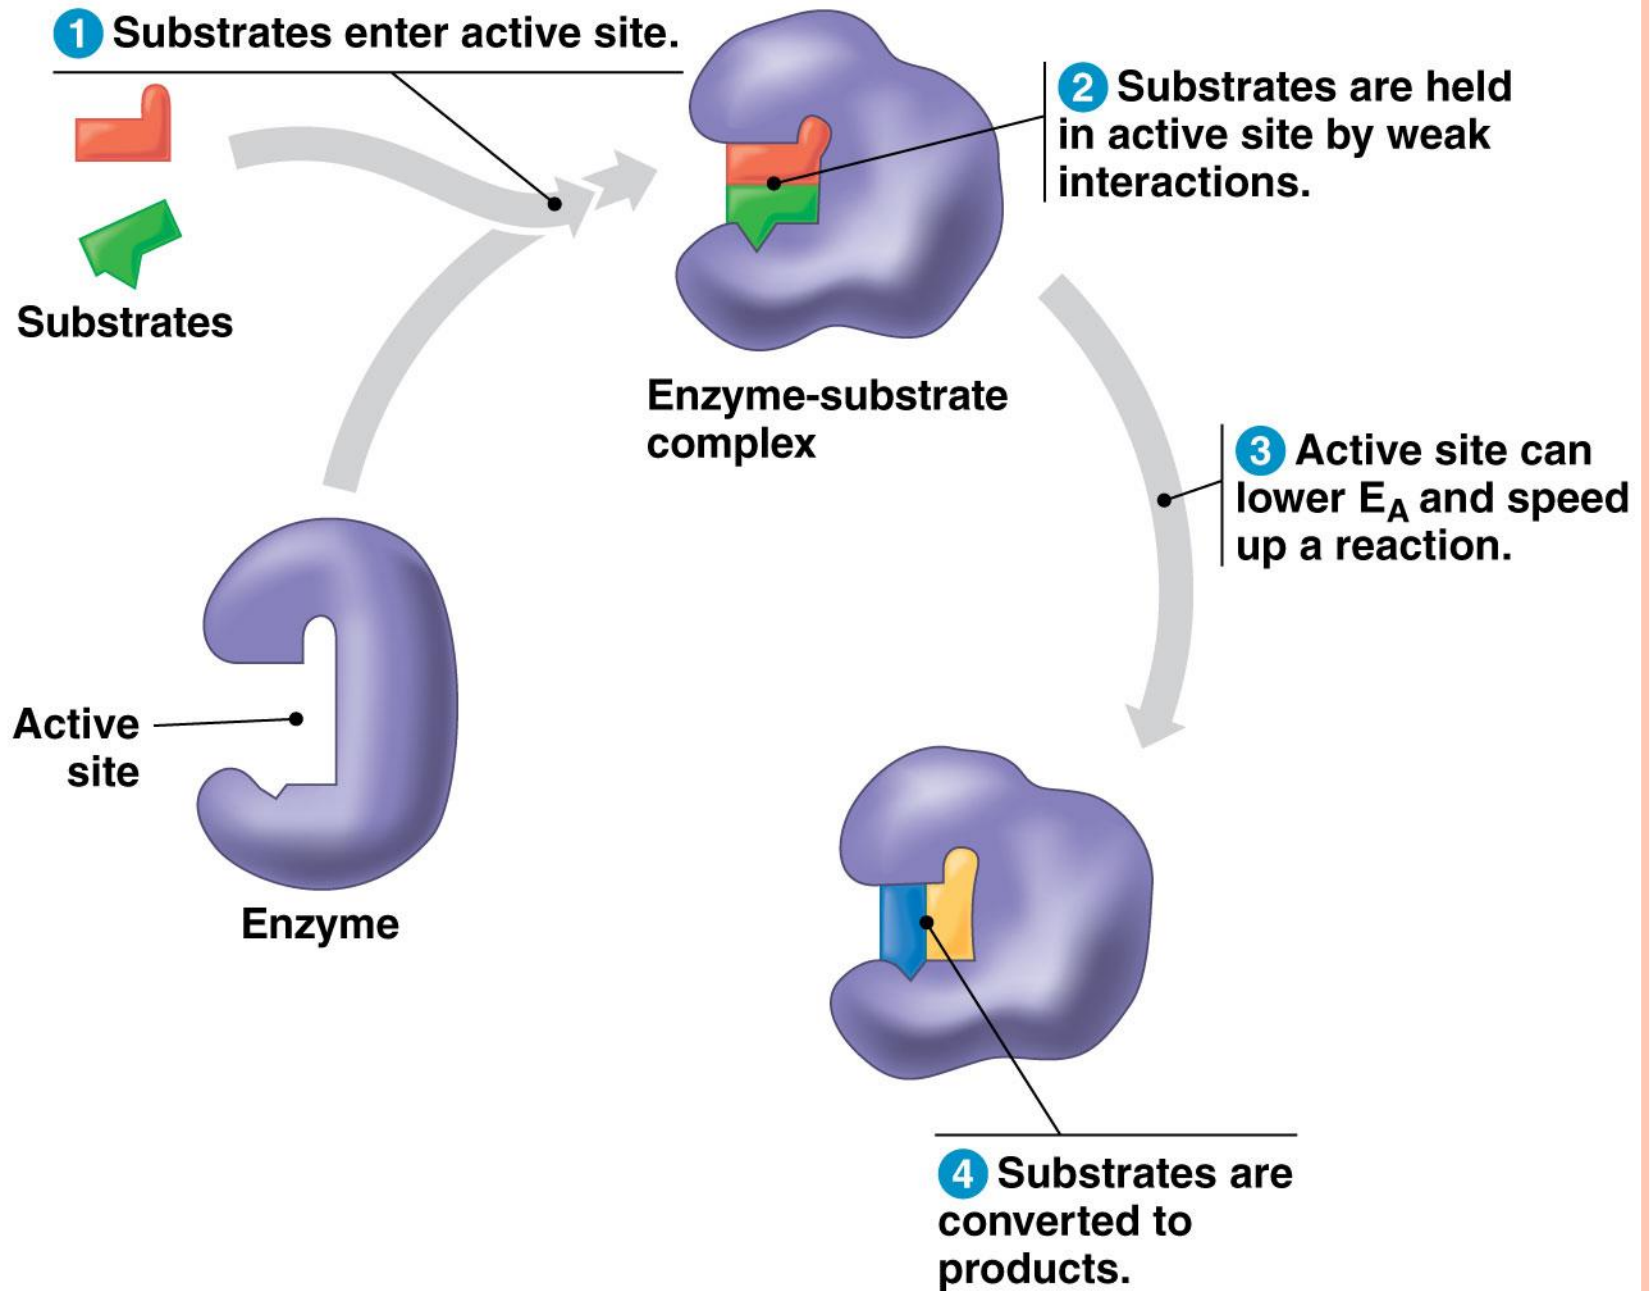 1 Substrates enter active site.
Substrates
2 Substrates are held
in active site by weak
interactions.
Enzyme-substrate
complex
3 Active site can
lower EA and speed
up a reaction.
Active
site
Enzyme
4 Substrates are
converted to
products.